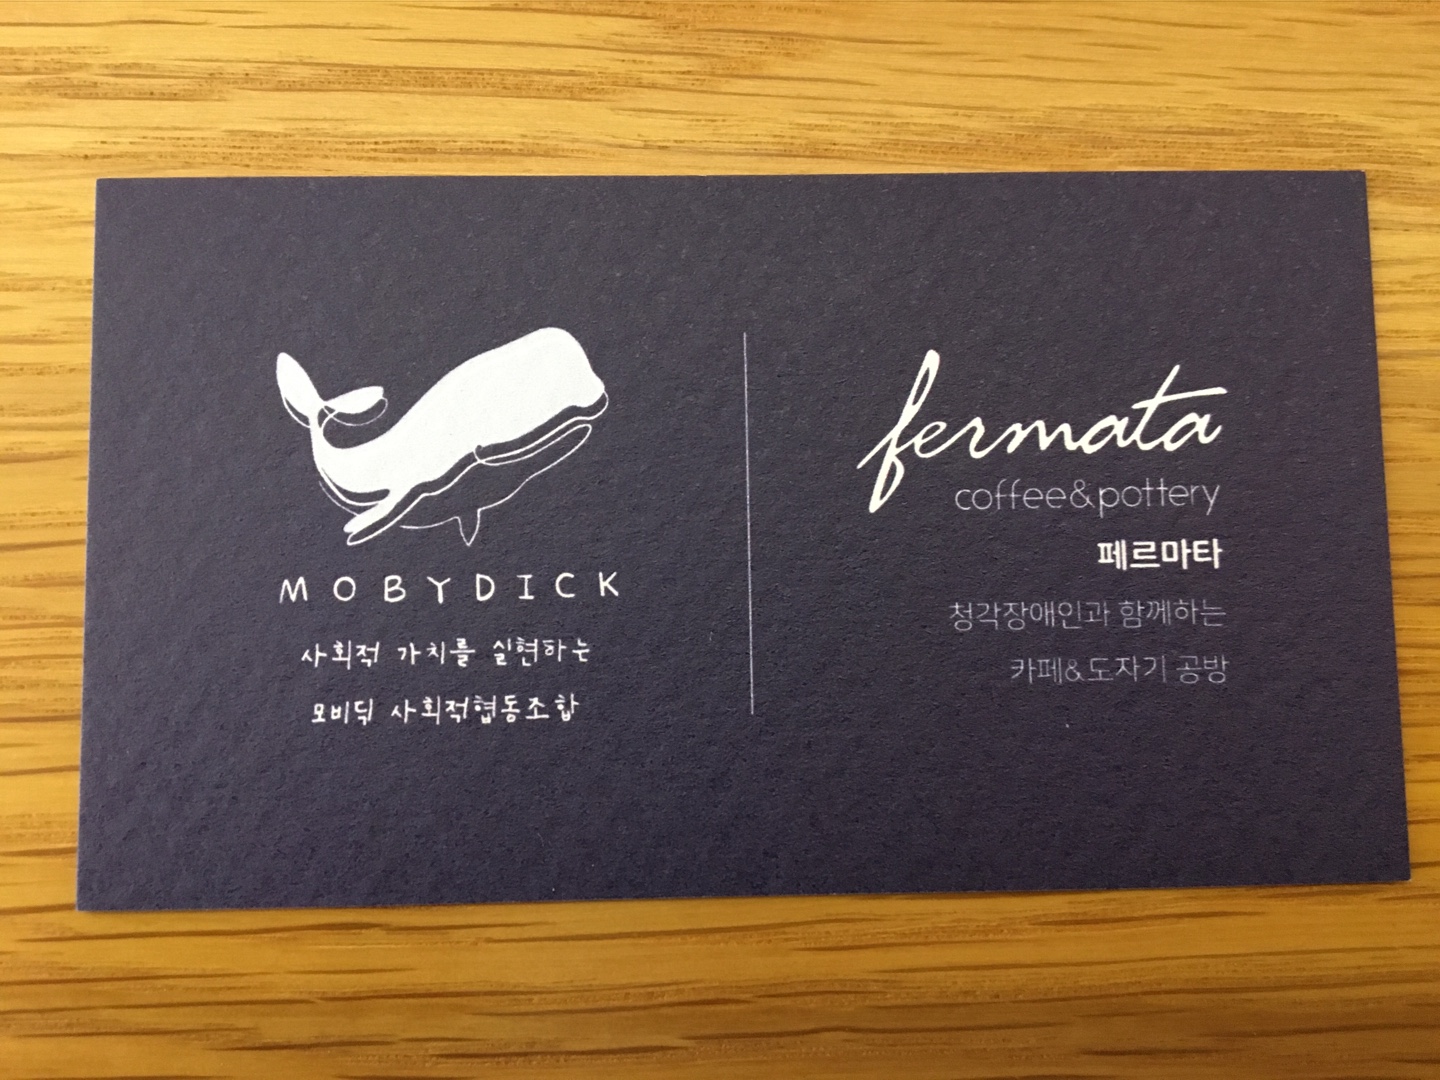 MOBYDICK
사회적 가치를 실현하는
모비딕 사회적협동조합
fermata
coffee&pottery
페르마타
청각장애인과 함께하는
카페&도자기 공방